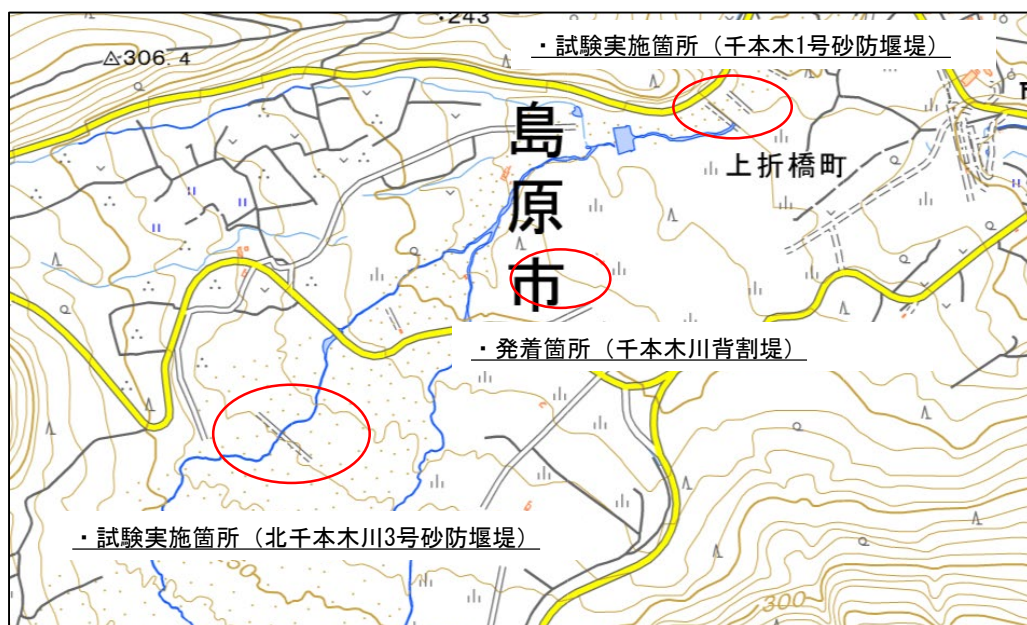 ・243
306.4
・試験実施箇所（千本木1号砂防堰堤）
島原市
上折橋町
・発着箇所（千本木川背割堤）
・試験実施箇所（北千本木川3号砂防堰堤）
300